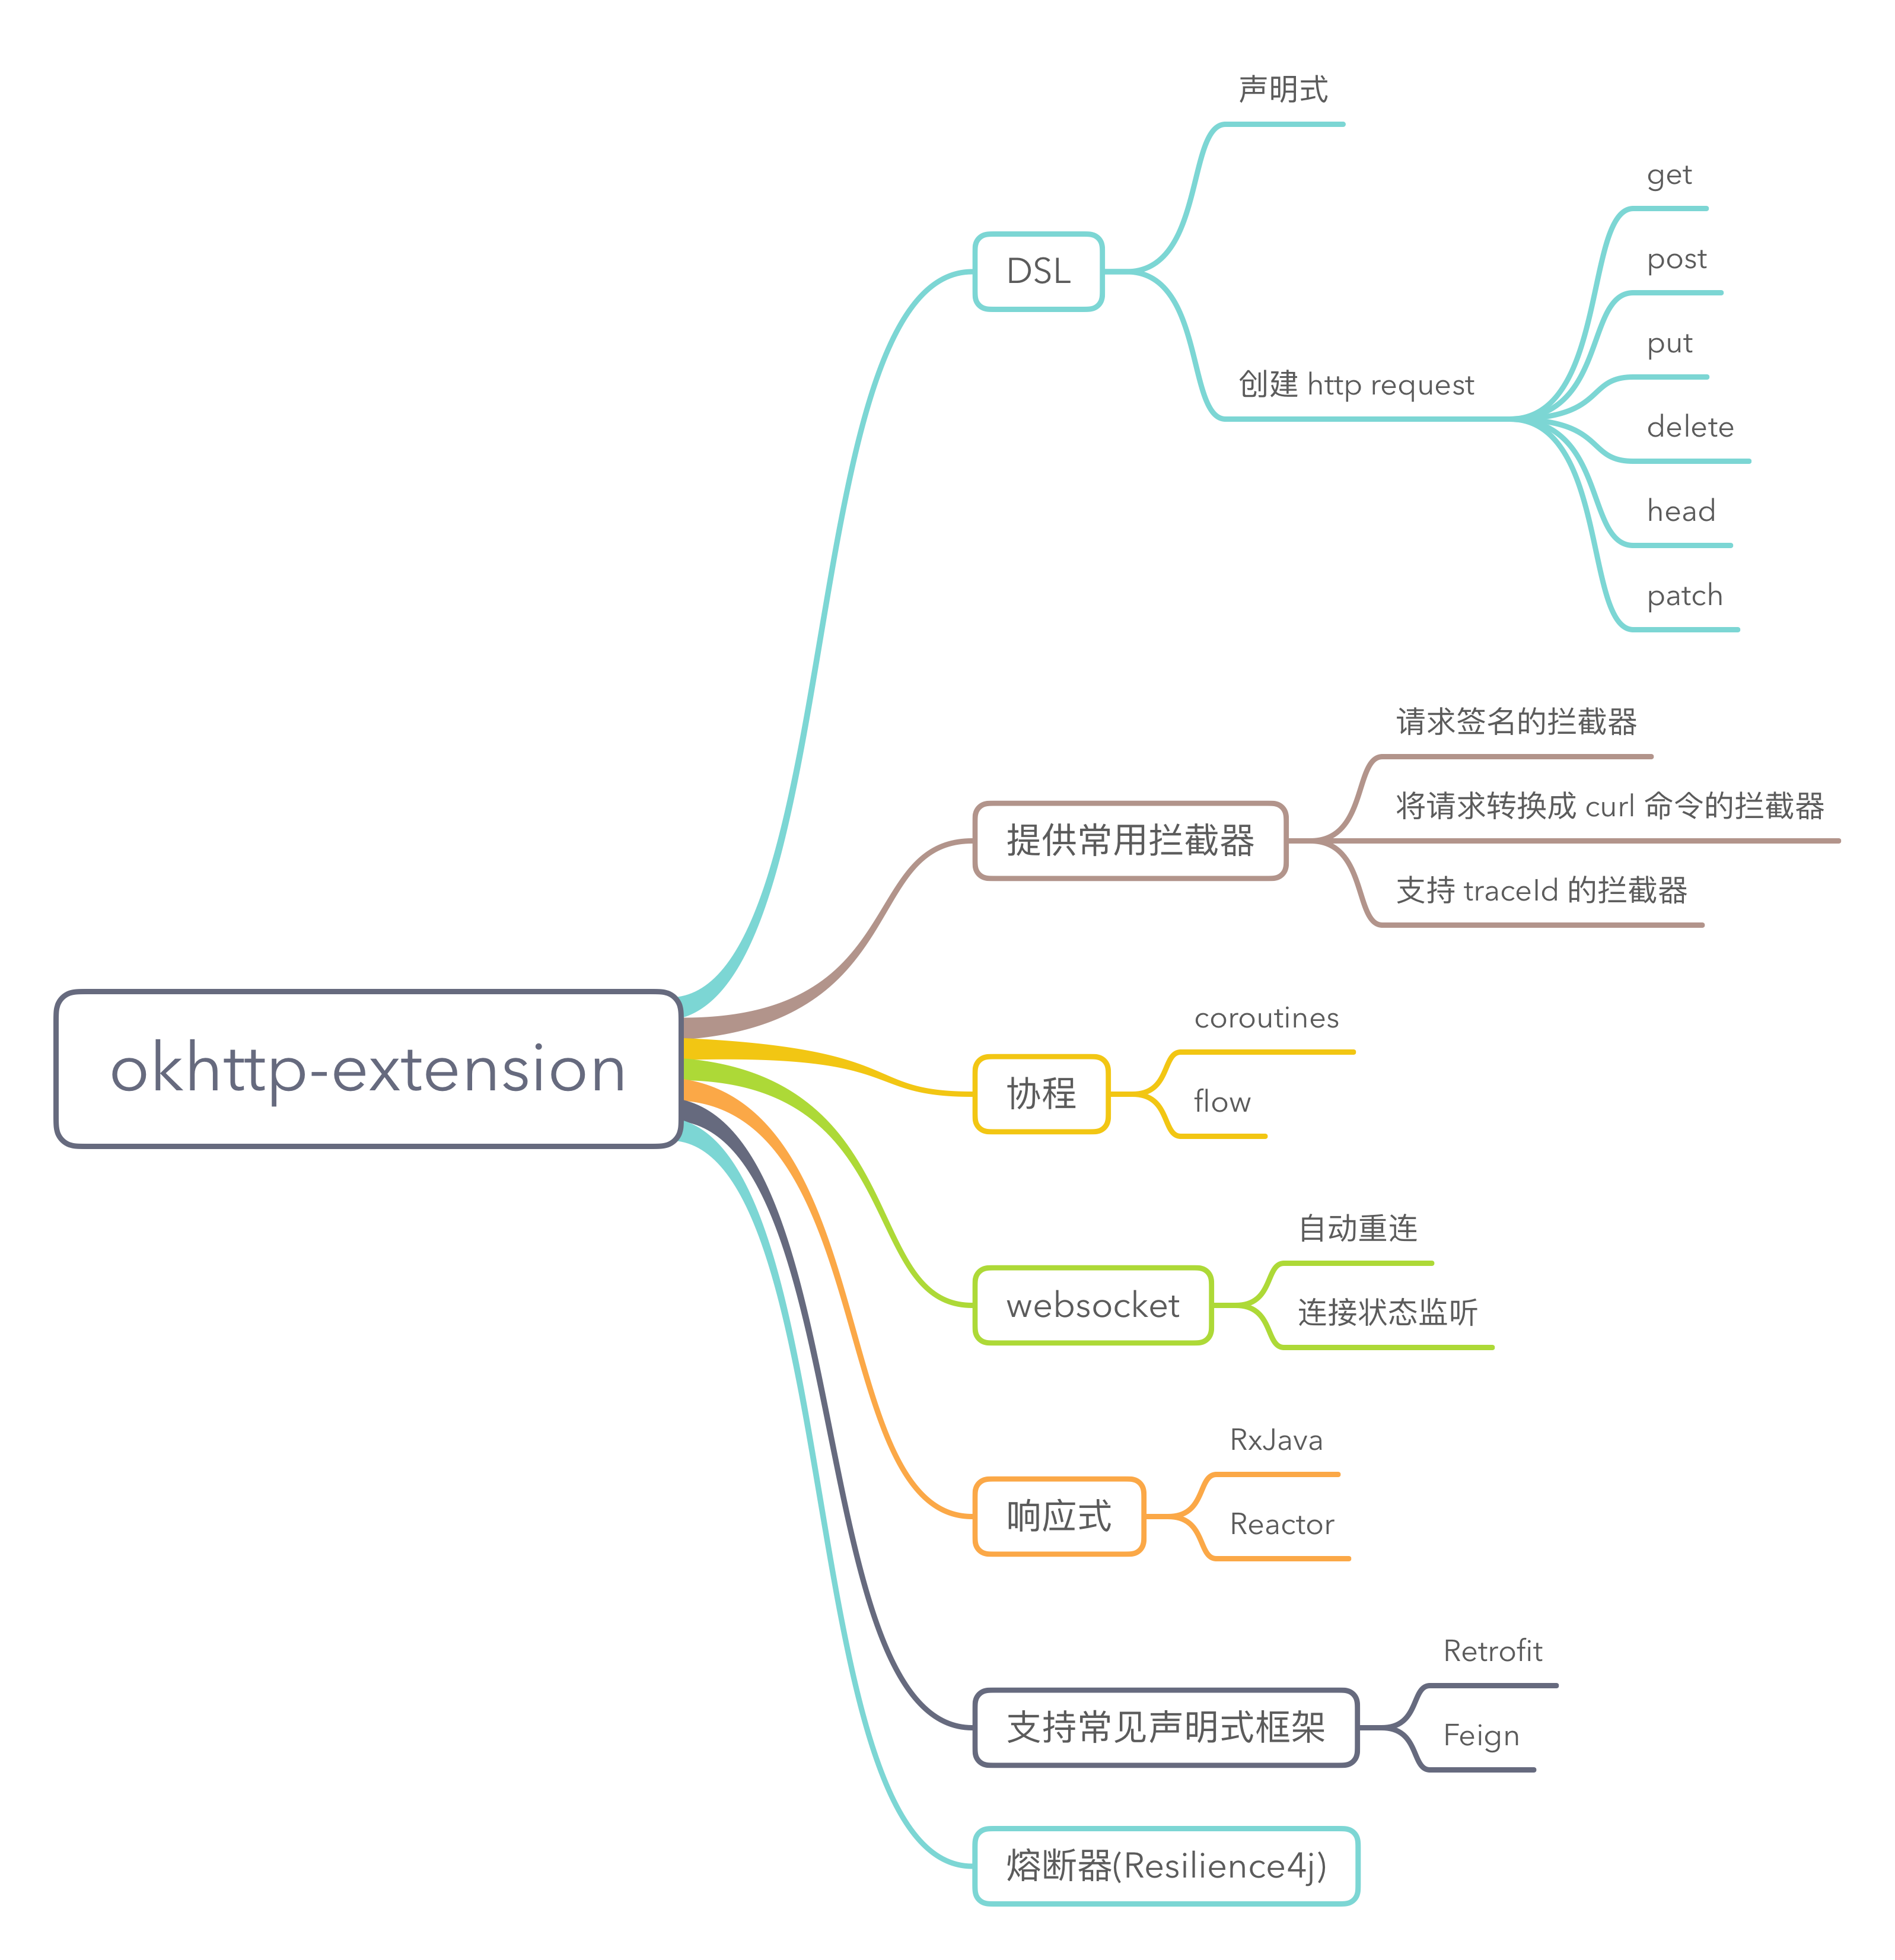 okhttp-extension
DSL
声明式
创建 http request
get
post
put
delete
head
patch
提供常用拦截器
请求签名的拦截器
将请求转换成 curl 命令的拦截器
支持 traceId 的拦截器
协程
coroutines
flow
websocket
自动重连
连接状态监听
响应式
RxJava
Reactor
支持常见声明式框架
Retrofit
Feign
熔断器(Resilience4j)